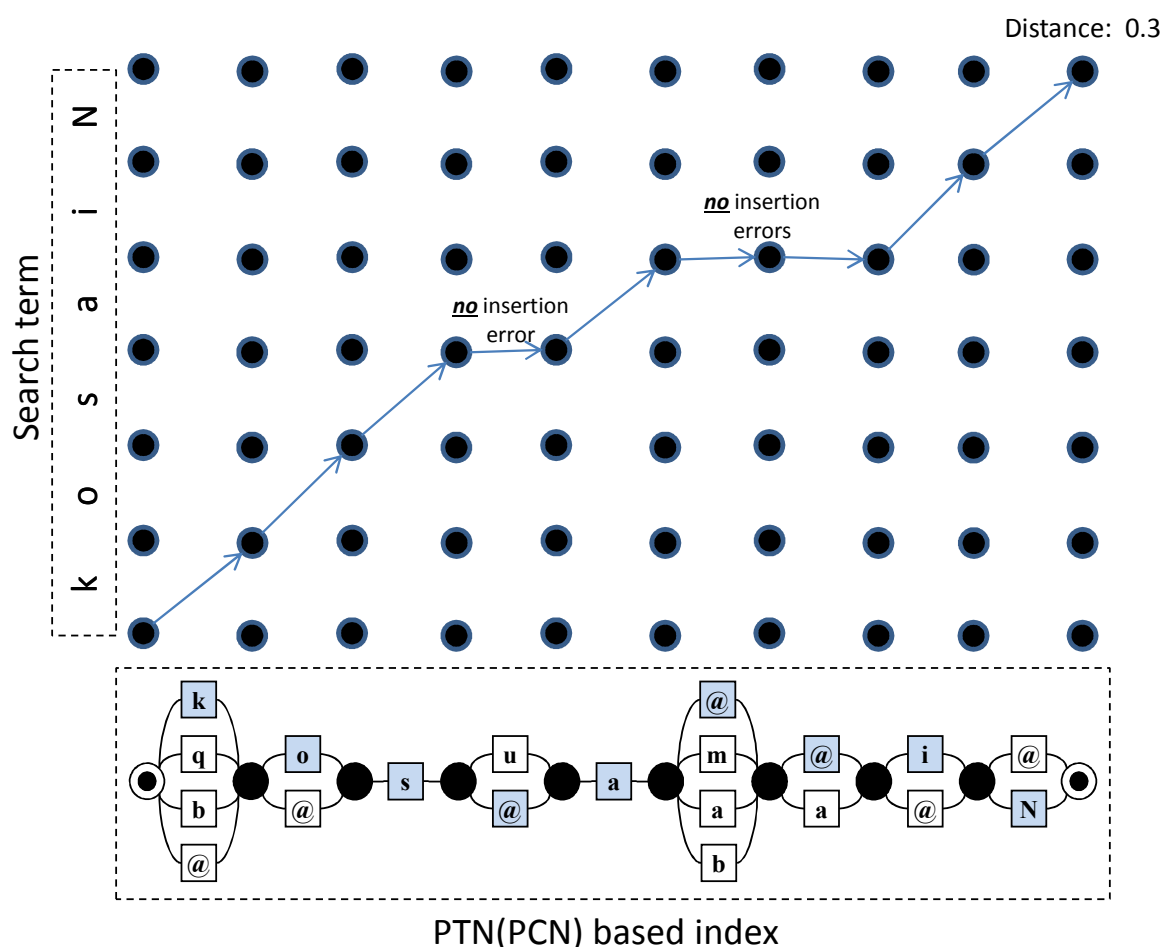 Distance: 0.3
Search term
k o s a i N
no insertion
errors
no insertion
error
k @
q o u m @ i @
b @ s @ a a a @ N
@ b
PTN(PCN) based index